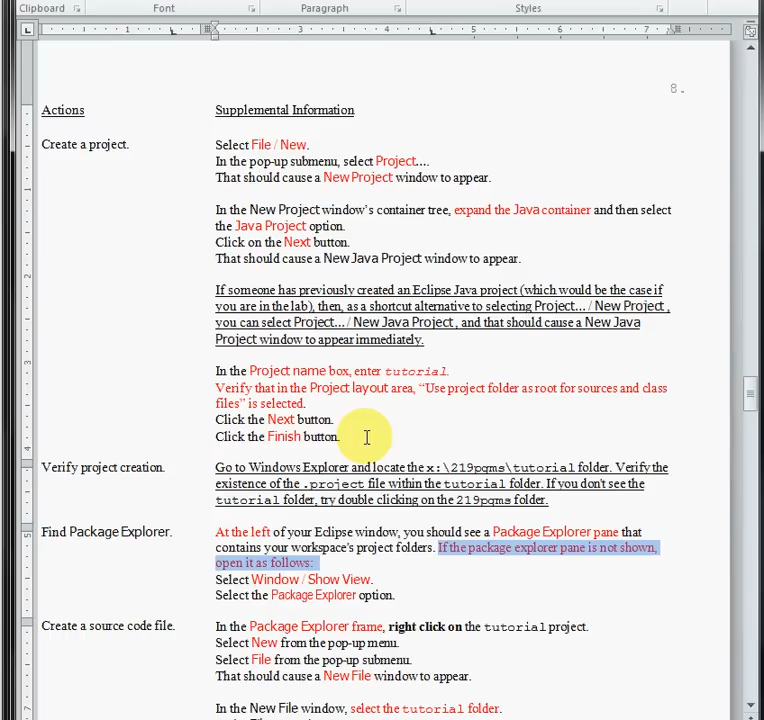 Clipboard Font Paragraph Styles
1 1 2 3 4 5 6 7
8.
Actions Supplemental Information
Create a project. Select File / New.
In the pop-up submenu, select Project....
That should cause a New Project window to appear.
In the New Project window's container tree, expand the Java container and then select
the Java Project option.
Click on the Next button.
That should cause a New Java Project window to appear.
If someone has previously created an Eclipse Java project (which would be the case if
you are in the lab), then, as a shortcut alternative to selecting Project... / New Project ,
you can select Project... / New Java Project , and that should cause a New Java
Project window to appear immediately.
In the Project name box, enter tutorial.
Verify that in the Project layout area, “Use project folder as root for sources and class
files” is selected.
Click the Next button.
Click the Finish button.
Verify project creation. Go to Windows Explorer and locate the x:\219pgms\tutorial folder. Verify the
existence of the .project file within the tutorial folder. If you don't see the
tutorial folder, try double clicking on the 219pgms folder.
Find Package Explorer. At the left of your Eclipse window, you should see a Package Explorer pane that
contains your workspace's project folders. If the package explorer pane is not shown,
open it as follows:
Select Window / Show View.
Select the Package Explorer option.
Create a source code file. In the Package Explorer frame, right click on the tutorial project.
Select New from the pop-up menu.
Select File from the pop-up submenu.
That should cause a New File window to appear.
In the New File window, select the tutorial folder.